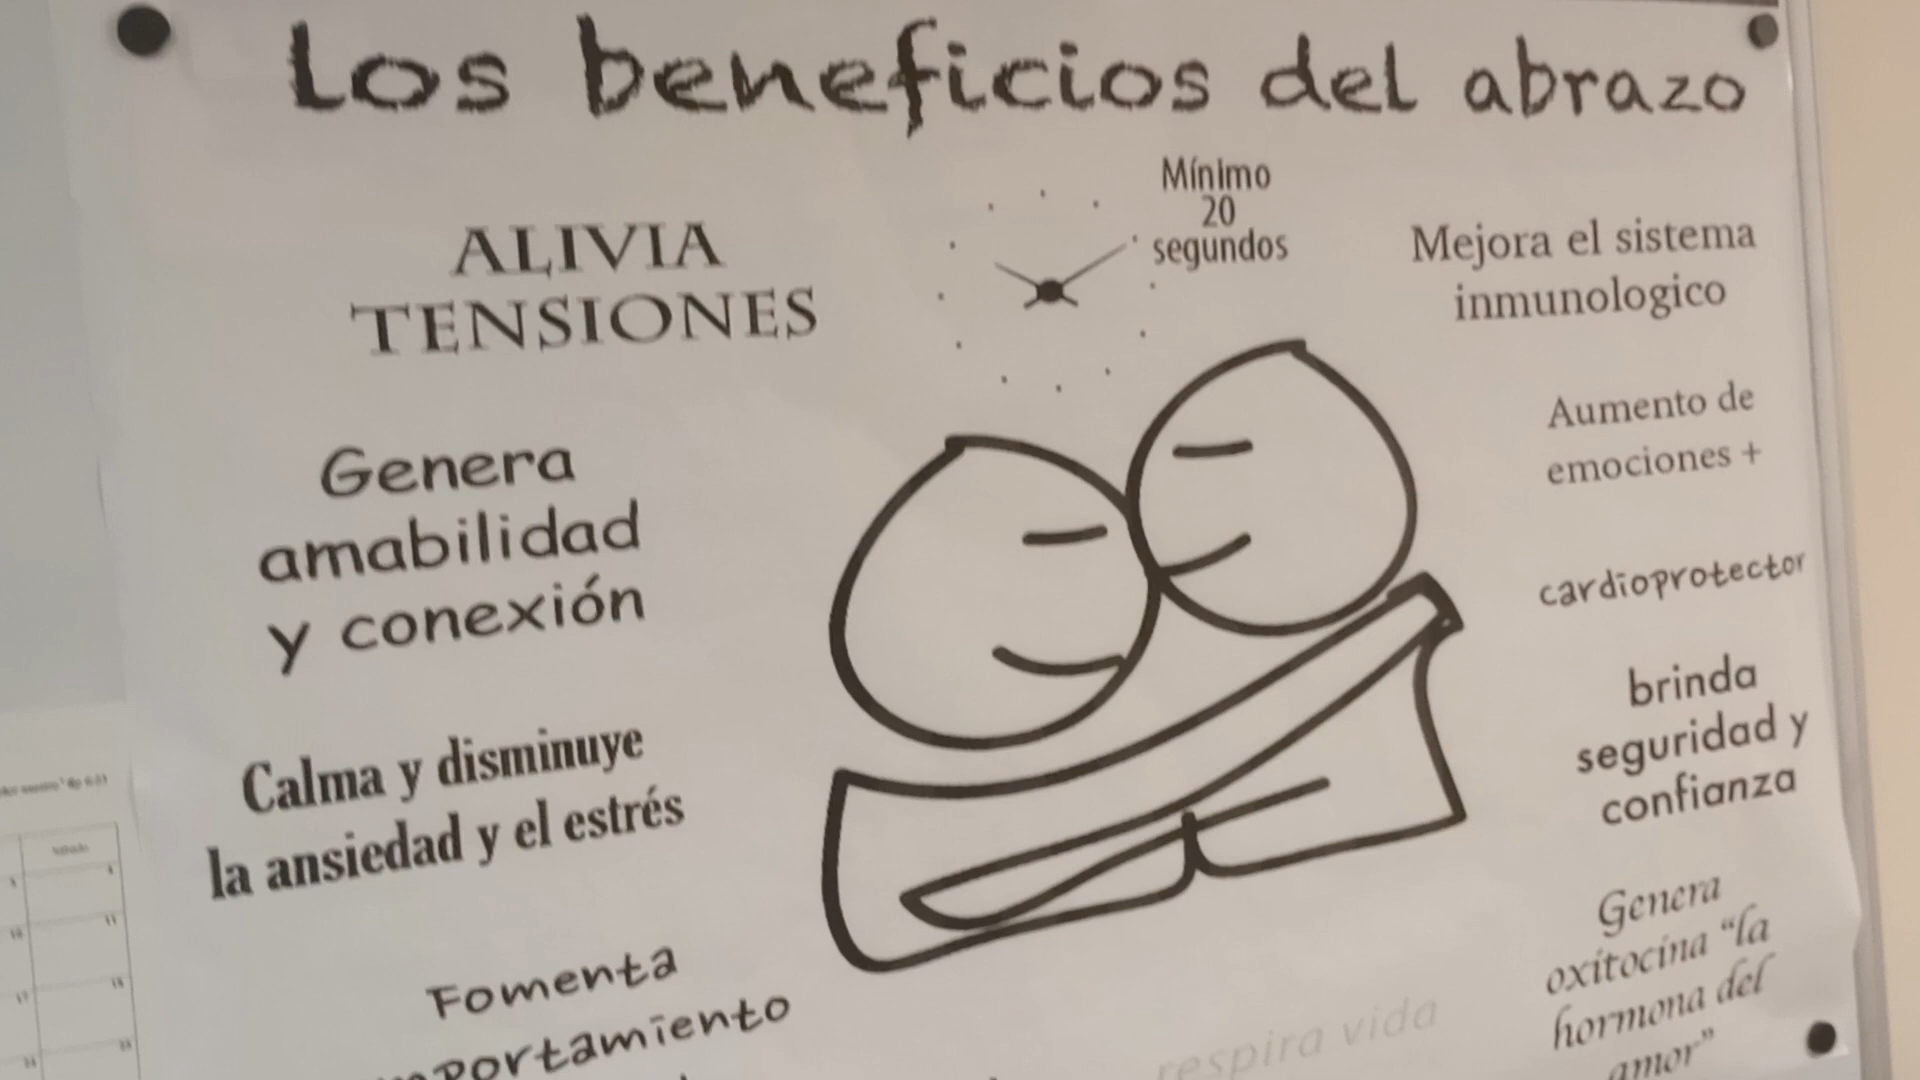 Los beneficios del abrazo
Mínimo
20
segundos
ALIVIA
TENSIONES
Mejora el sistema
inmunologico
Genera
amabilidad
y conexión
Aumento de
emociones +
cardioprotector
Calma y disminuye
la ansiedad y el estrés
brinda
seguridad y
confianza
Fomenta
Genera
oxitocina “la
hormona del
amor”
respira vida